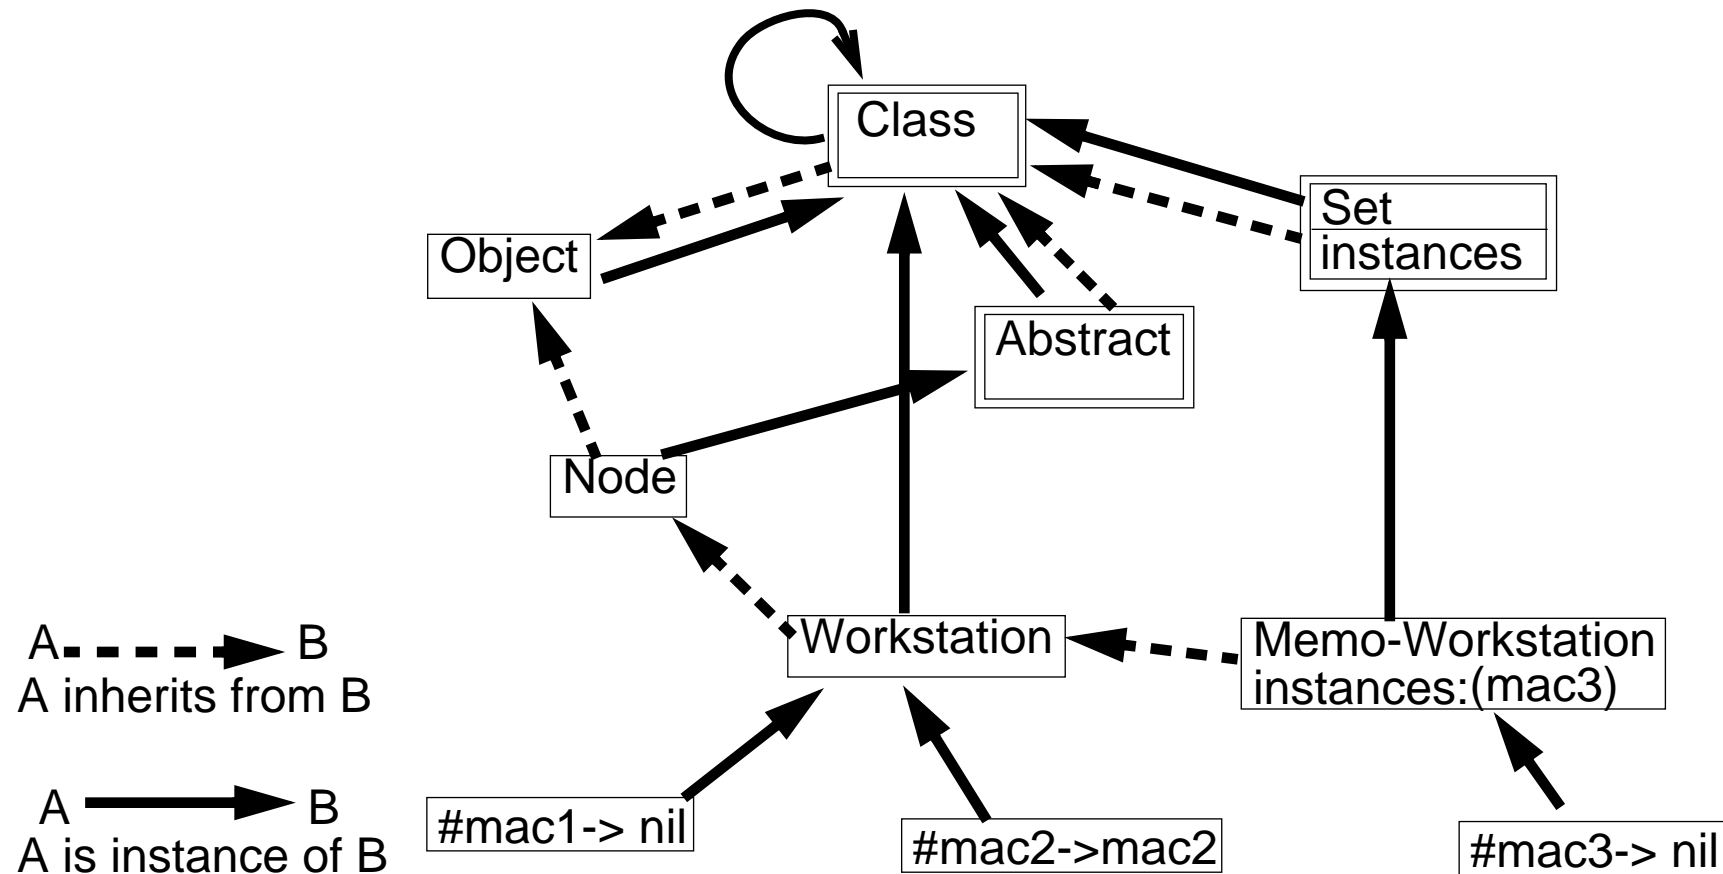 Class
Set
instances
Object
Abstract
Node
Workstation
Memo-Workstation
instances:(mac3)
A B
A inherits from B
A B
A is instance of B
#mac1-> nil
#mac2->mac2
#mac3-> nil